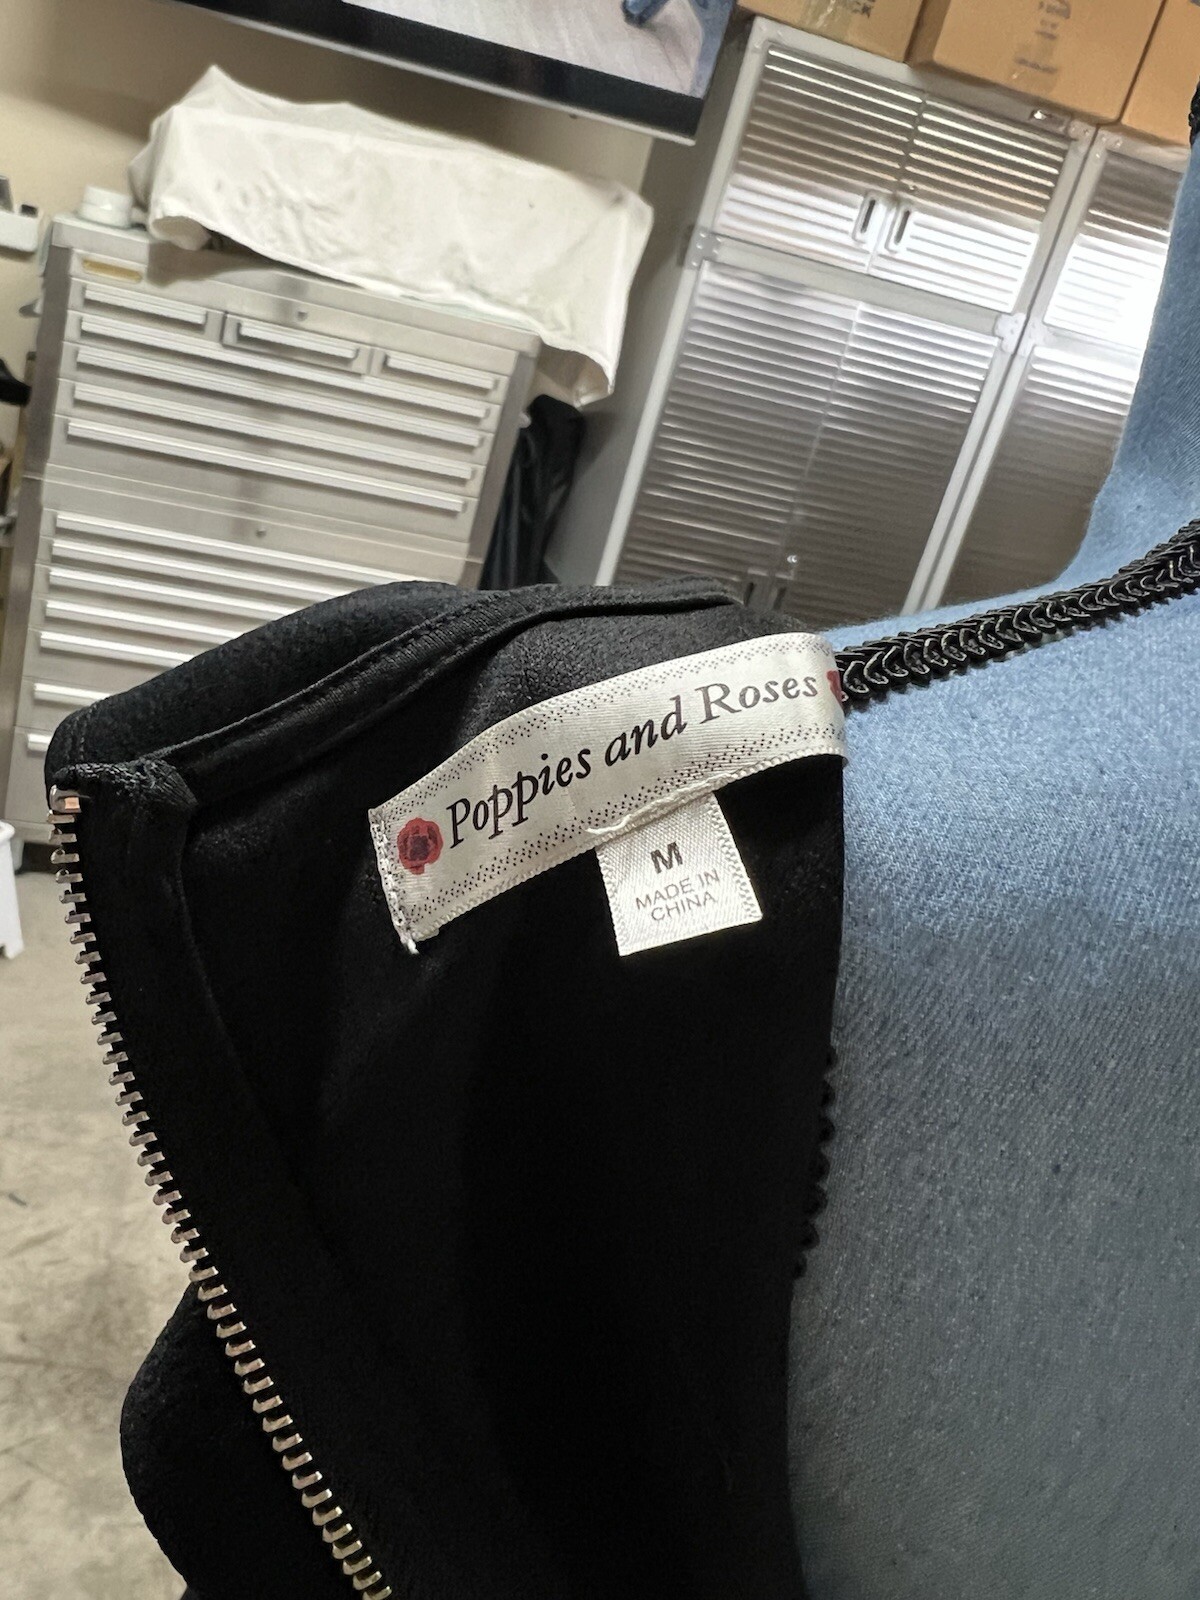 Poppies and Roses
M
MADE IN
CHINA